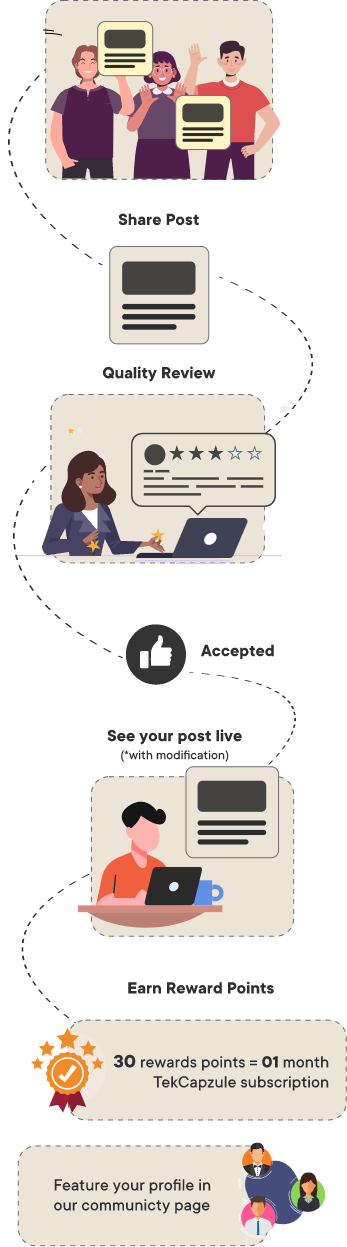 Share Post
Quality Review
Accepted
See your post live
(*with modification)
Earn Reward Points
30 rewards points = 01 month
TekCapzule subscription
Feature your profile in
our communicty page